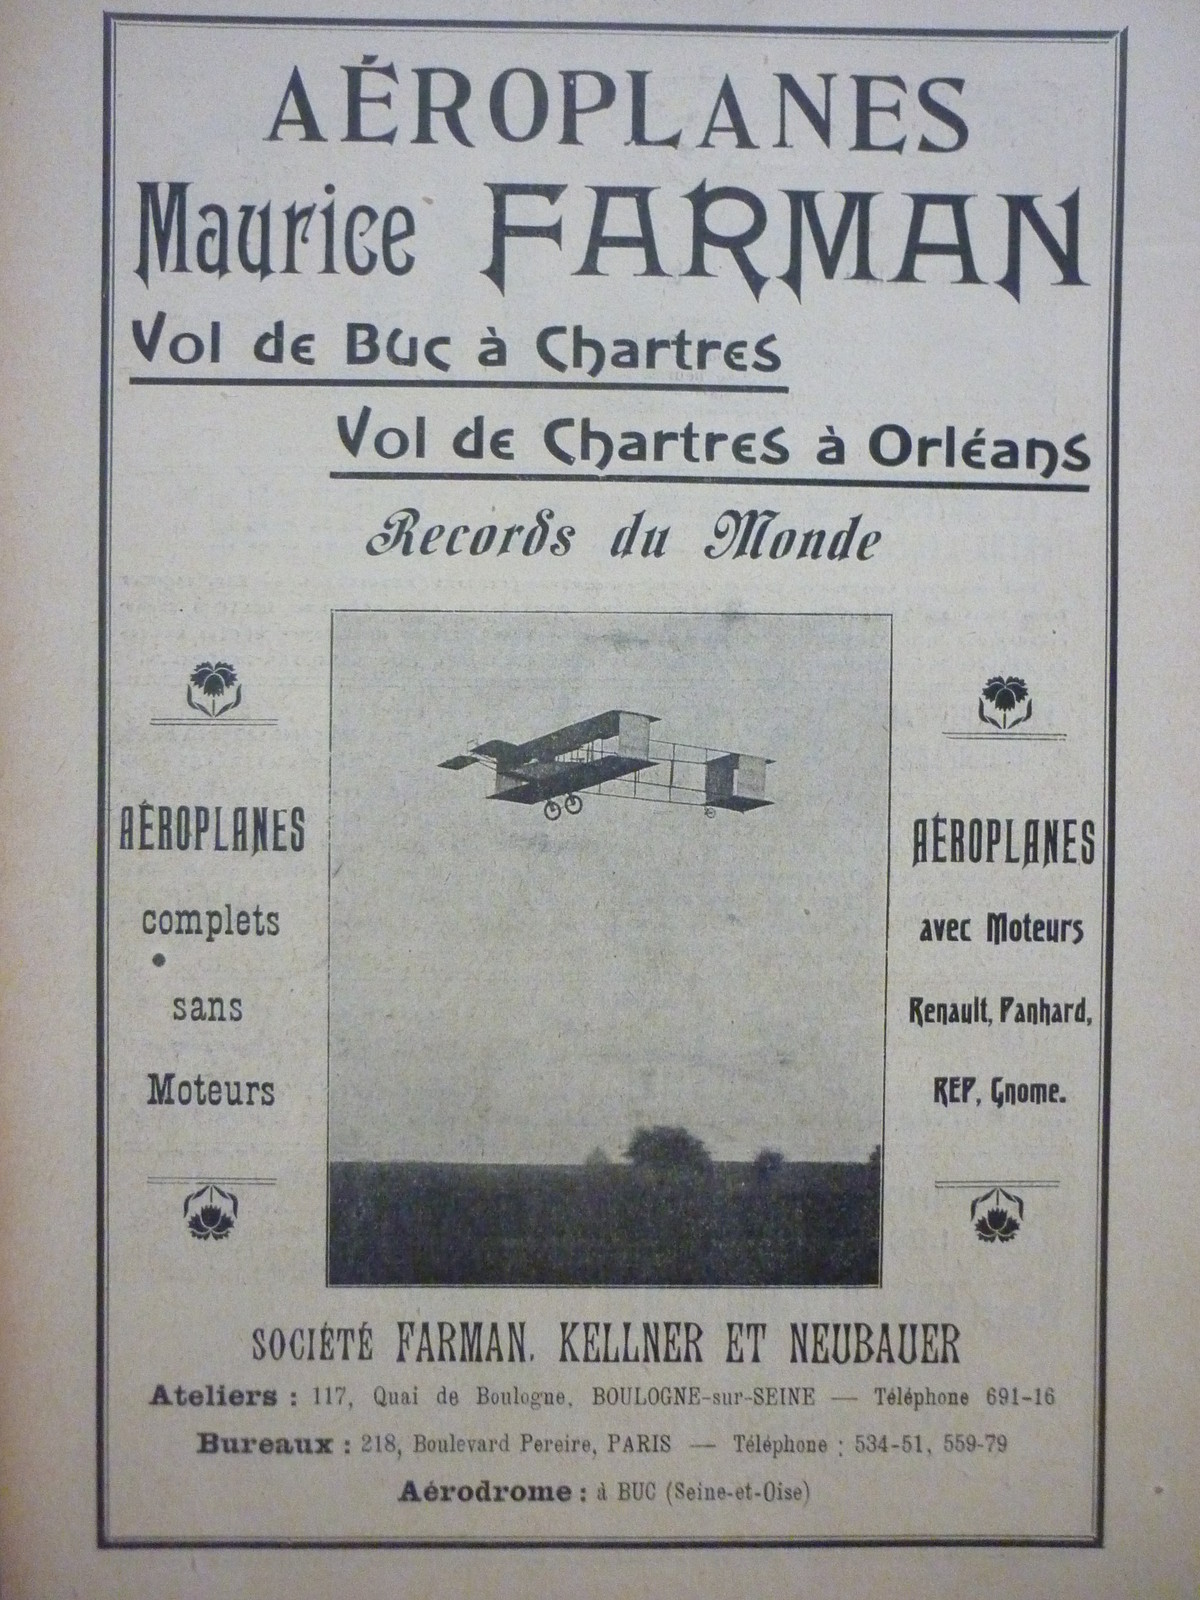 AÉROPLANES
Maurice FARMAN
Vol de Buc à Chartres
Vol de Chartres à Orléans
Records du Monde
AÉROPLANES
complets
sans
Moteurs
AÉROPLANES
avec Moteurs
Renault, Panhard,
REP, Gnome.
SOCIÉTÉ FARMAN, KELLNER ET NEUBAUER
Ateliers : 117, Quai de Boulogne, BOULOGNE-sur-SEINE — Téléphone 691-16
Bureaux : 218, Boulevard Pereire, PARIS — Téléphone : 534-51, 559-79
Aérodrome : à BUC (Seine-et-Oise)